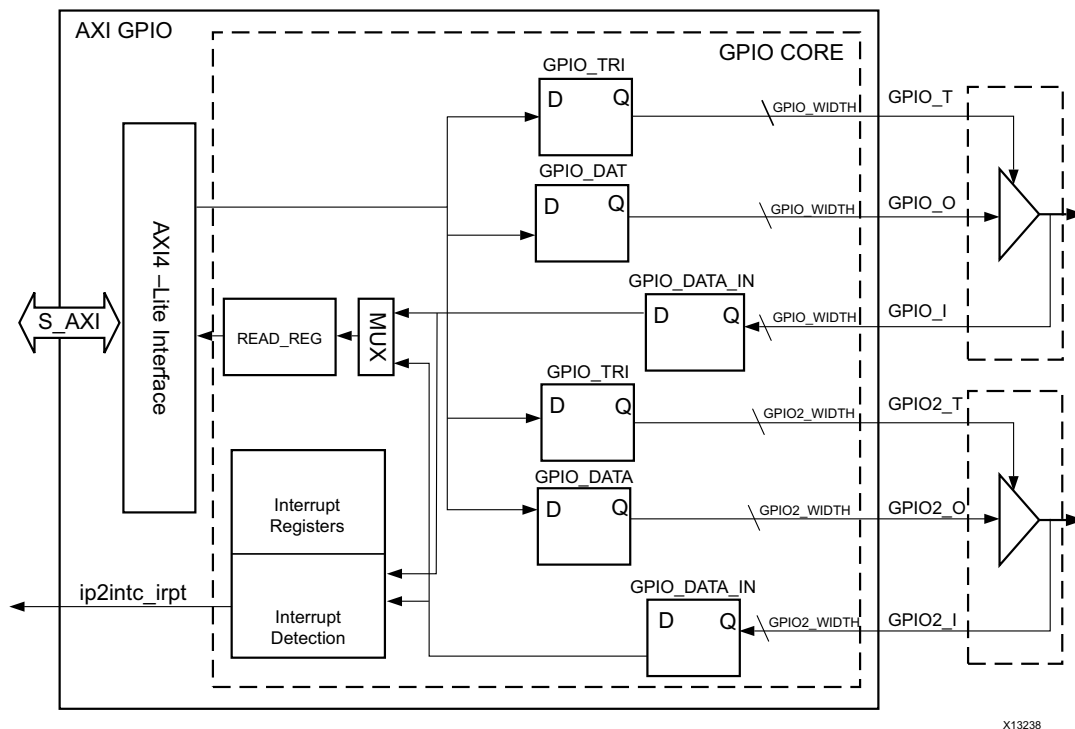 AXI GPIO
GPIO CORE
GPIO_TRI
D Q
GPIO_WIDTH
GPIO_T
GPIO_DAT
D Q
GPIO_WIDTH
GPIO_O
AXI4 –Lite Interface
S_AXI
READ_REG
MUX
GPIO_DATA_IN
D Q
GPIO_WIDTH
GPIO_I
GPIO_TRI
D Q
GPIO2_WIDTH
GPIO2_T
GPIO_DATA
D Q
GPIO2_WIDTH
GPIO2_O
Interrupt
Registers
Interrupt
Detection
ip2intc_irpt
GPIO_DATA_IN
D Q
GPIO2_WIDTH
GPIO2_I
X13238